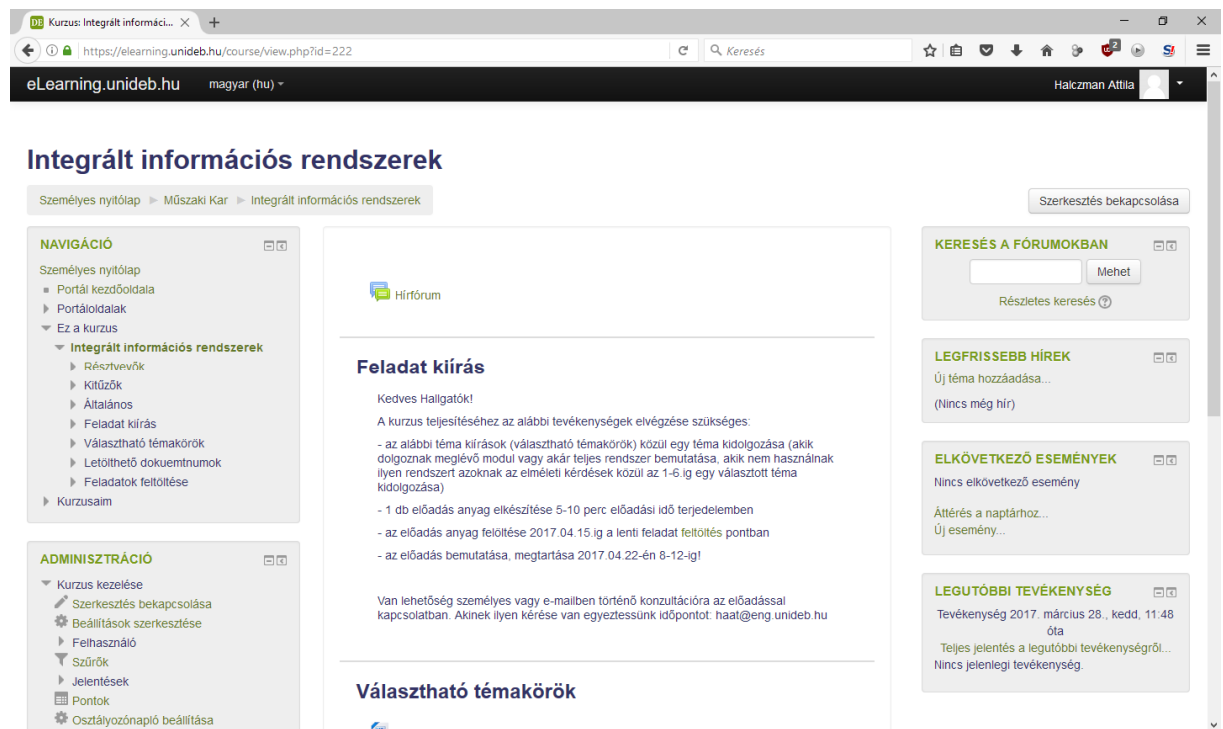 Kurzus: Integrált informáci...
https://elearning.unideb.hu/course/view.php?id=222
Keresés
2
eLearning.unideb.hu
magyar (hu)
Halczman Attila
Integrált információs rendszerek
Személyes nyitólap
Műszaki Kar
Integrált információs rendszerek
Szerkesztés bekapcsolása
NAVIGÁCIÓ
Személyes nyitólap
Portál kezdőoldala
Portáloldalak
Ez a kurzus
Integrált információs rendszerek
Résztvevők
Kitűzők
Általános
Feladat kiírás
Választható témakörök
Letölthető dokuemtnumok
Feladatok feltöltése
Kurzusaim
ADMINISZTRÁCIÓ
Kurzus kezelése
Szerkesztés bekapcsolása
Beállítások szerkesztése
Felhasználó
Szűrők
Jelentések
Pontok
Osztályozónapló beállítása
Hírfórum
Feladat kiírás
Kedves Hallgatók!
A kurzus teljesítéséhez az alábbi tevékenységek elvégzése szükséges:
- az alábbi téma kiírások (választható témakörök) közül egy téma kidolgozása (akik
dolgoznak meglévő modul vagy akár teljes rendszer bemutatása, akik nem használnak
ilyen rendszert azoknak az elméleti kérdések közül az 1-6.ig egy választott téma
kidolgozása)
- 1 db előadás anyag elkészítése 5-10 perc előadási idő terjedelemben
- az előadás anyag felöltése 2017.04.15.ig a lenti feladat feltöltés pontban
- az előadás bemutatása, megtartása 2017.04.22-én 8-12-ig!
Van lehetőség személyes vagy e-mailben történő konzultációra az előadással
kapcsolatban. Akinek ilyen kérése van egyeztessünk időpontot: haat@eng.unideb.hu
Választható témakörök
KERESÉS A FÓRUMOKBAN
Mehet
Részletes keresés
LEGFRISSEBB HÍREK
Új téma hozzáadása...
(Nincs még hír)
ELKÖVETKEZŐ ESEMÉNYEK
Nincs elkövetkező esemény
Áttérés a naptárhoz...
Új esemény...
LEGUTÓBBI TEVÉKENYSÉG
Tevékenység 2017. március 28., kedd, 11:48
óta
Teljes jelentés a legutóbbi tevékenységről...
Nincs jelenlegi tevékenység.